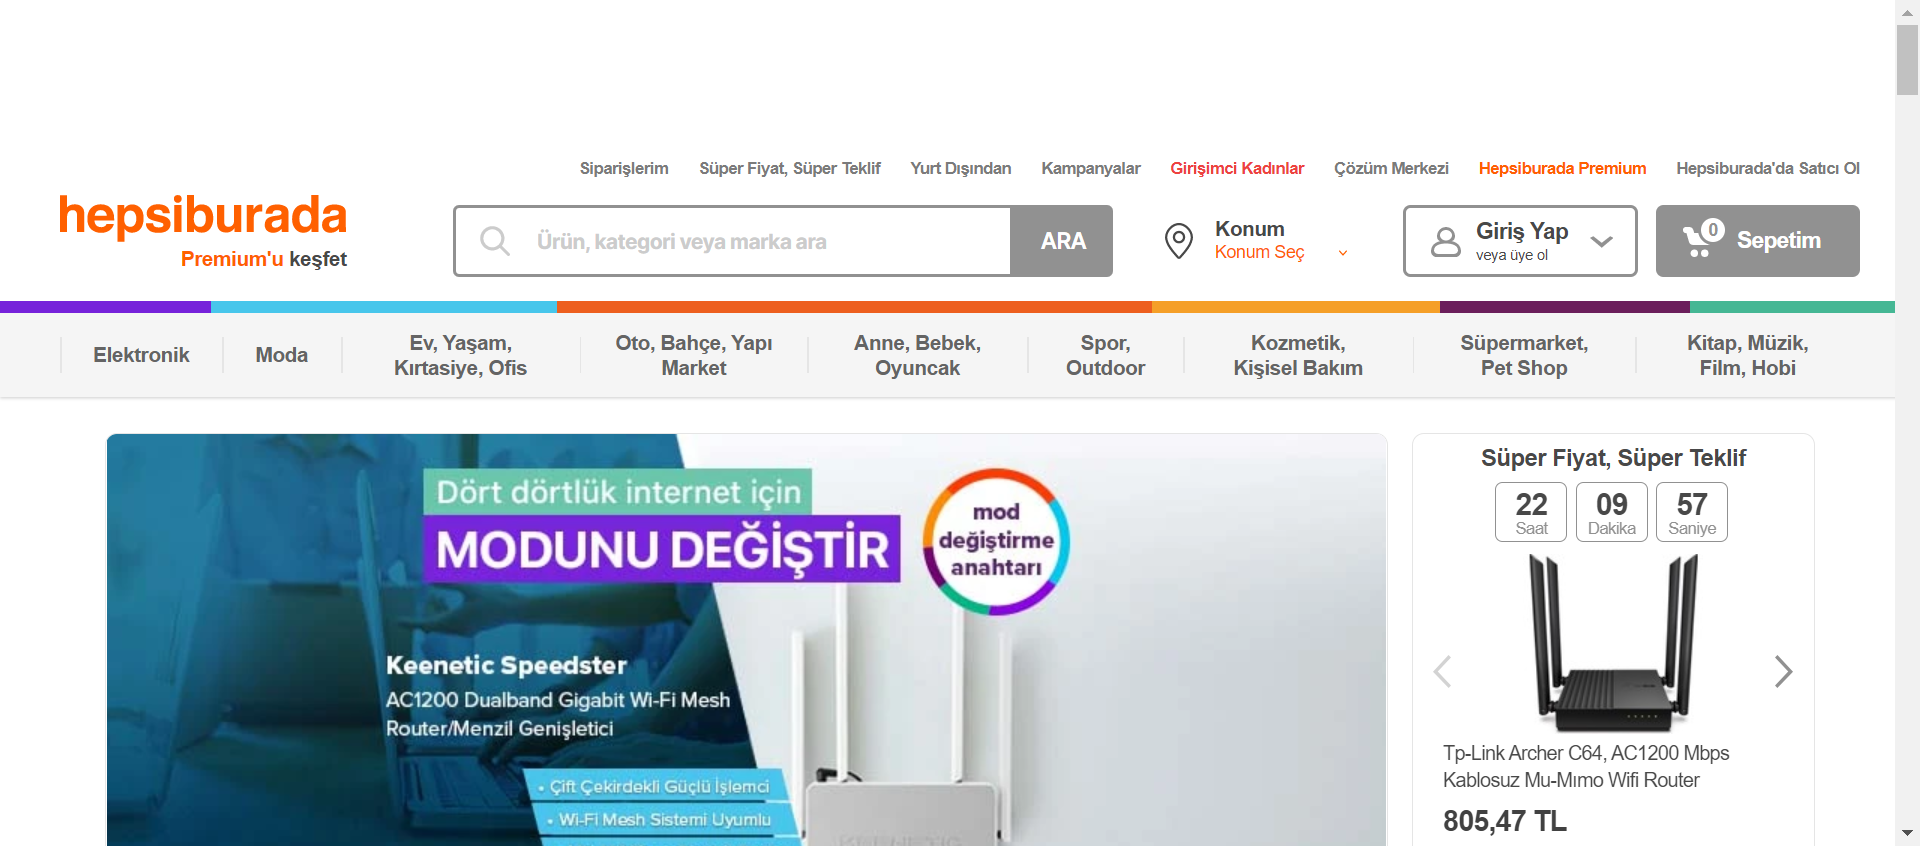 Siparişlerim Süper Fiyat, Süper Teklif Yurt Dışından Kampanyalar Girişimci Kadınlar Çözüm Merkezi Hepsiburada Premium Hepsiburada'da Satıcı Ol
hepsiburada
Premium'u keşfet
Ürün, kategori veya marka ara
ARA
Konum
Konum Seç
Giriş Yap
veya üye ol
0
Sepetim
Elektronik
Moda
Ev, Yaşam,
Kırtasiye, Ofis
Oto, Bahçe, Yapı
Market
Anne, Bebek,
Oyuncak
Spor,
Outdoor
Kozmetik,
Kişisel Bakım
Süpermarket,
Pet Shop
Kitap, Müzik,
Film, Hobi
Dört dörtlük internet için
MODUNU DEĞİŞTİR
mod
değiştirme
anahtarı
Keenetic Speedster
AC1200 Dualband Gigabit Wi-Fi Mesh
Router/Menzil Genişletici
• Çift Çekirdekli Güçlü İşlemci
• Wi-Fi Mesh Sistemi Uyumlu
KEENETIC
Süper Fiyat, Süper Teklif
22 09 57
Saat Dakika Saniye
Tp-Link Archer C64, AC1200 Mbps
Kablosuz Mu-Mımo Wifi Router
805,47 TL